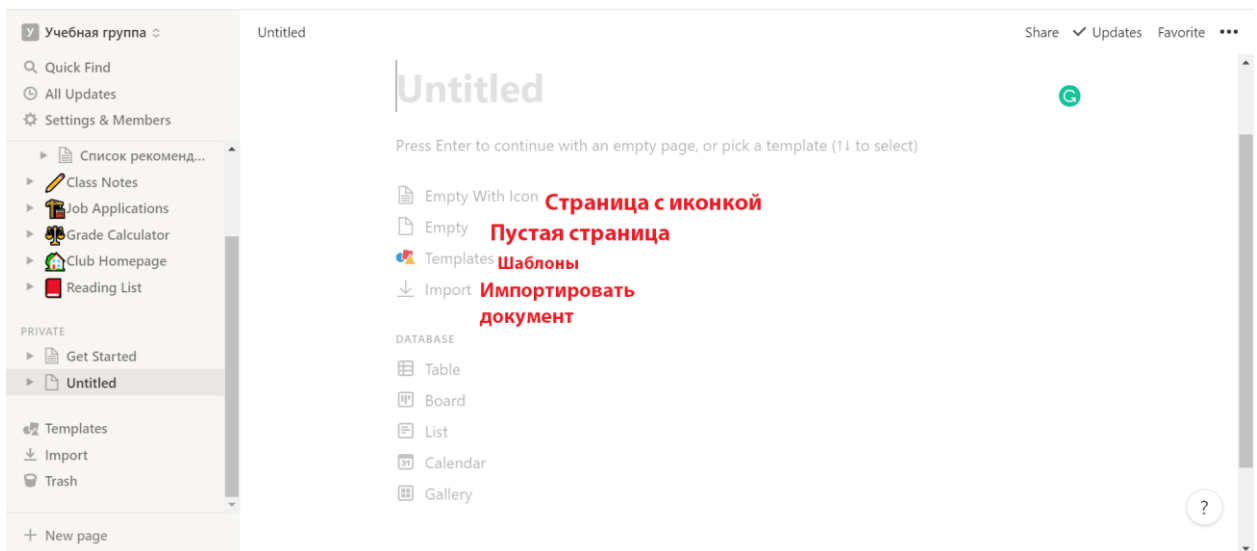 У Учебная группа
Quick Find
All Updates
Settings & Members
Список рекоменд...
Class Notes
Job Applications
Grade Calculator
Club Homepage
Reading List
PRIVATE
Get Started
Untitled
Templates
Import
Trash
+ New page
Untitled
Share ✓ Updates Favorite •••
Untitled
G
Press Enter to continue with an empty page, or pick a template (↑↓ to select)
Empty With Icon Страница с иконкой
Empty Пустая страница
Templates Шаблоны
Import Импортировать
документ
DATABASE
Table
Board
List
31 Calendar
Gallery
?